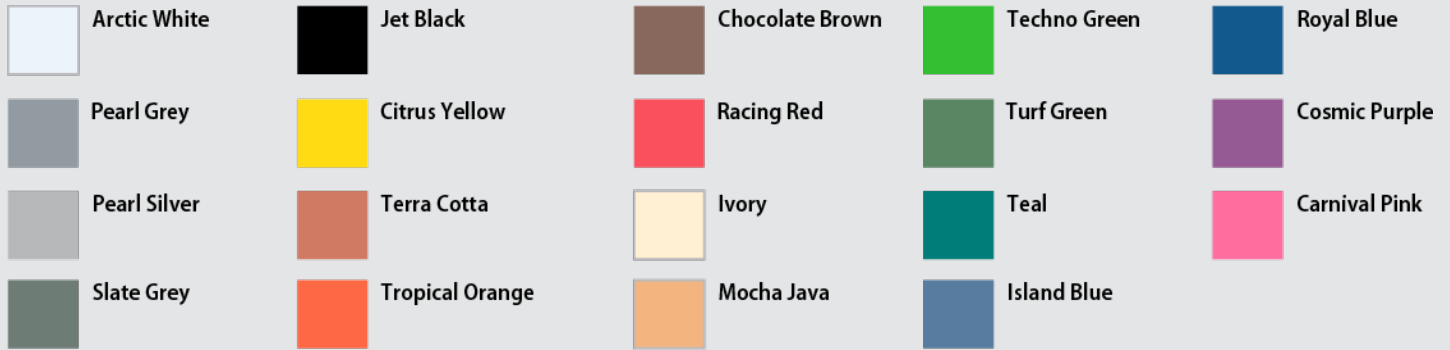 Arctic White
Jet Black
Chocolate Brown
Techno Green
Royal Blue
Pearl Grey
Citrus Yellow
Racing Red
Turf Green
Cosmic Purple
Pearl Silver
Terra Cotta
Ivory
Teal
Carnival Pink
Slate Grey
Tropical Orange
Mocha Java
Island Blue